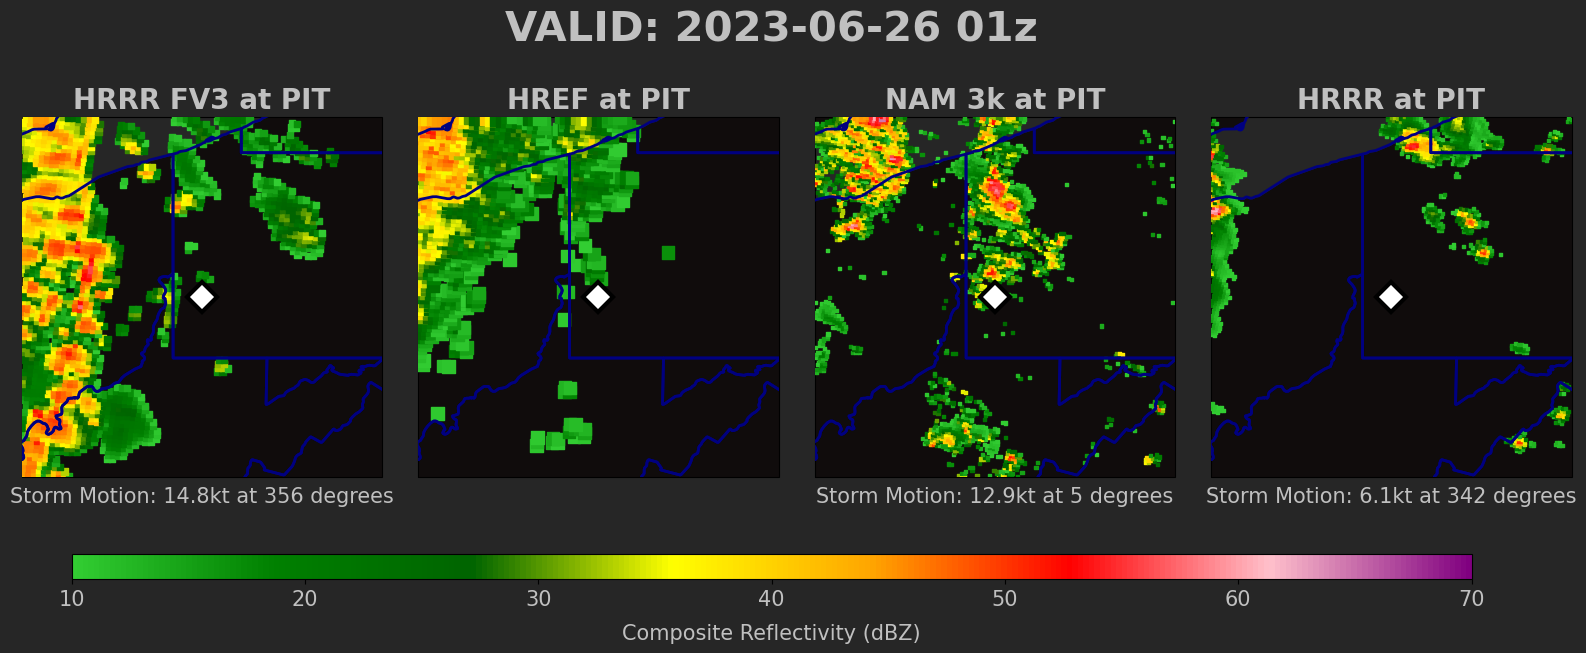 VALID: 2023-06-26 01z
HRRR FV3 at PIT
HREF at PIT
NAM 3k at PIT
HRRR at PIT
Storm Motion: 14.8kt at 356 degrees
Storm Motion: 12.9kt at 5 degrees
Storm Motion: 6.1kt at 342 degrees
10 20 30 40 50 60 70
Composite Reflectivity (dBZ)